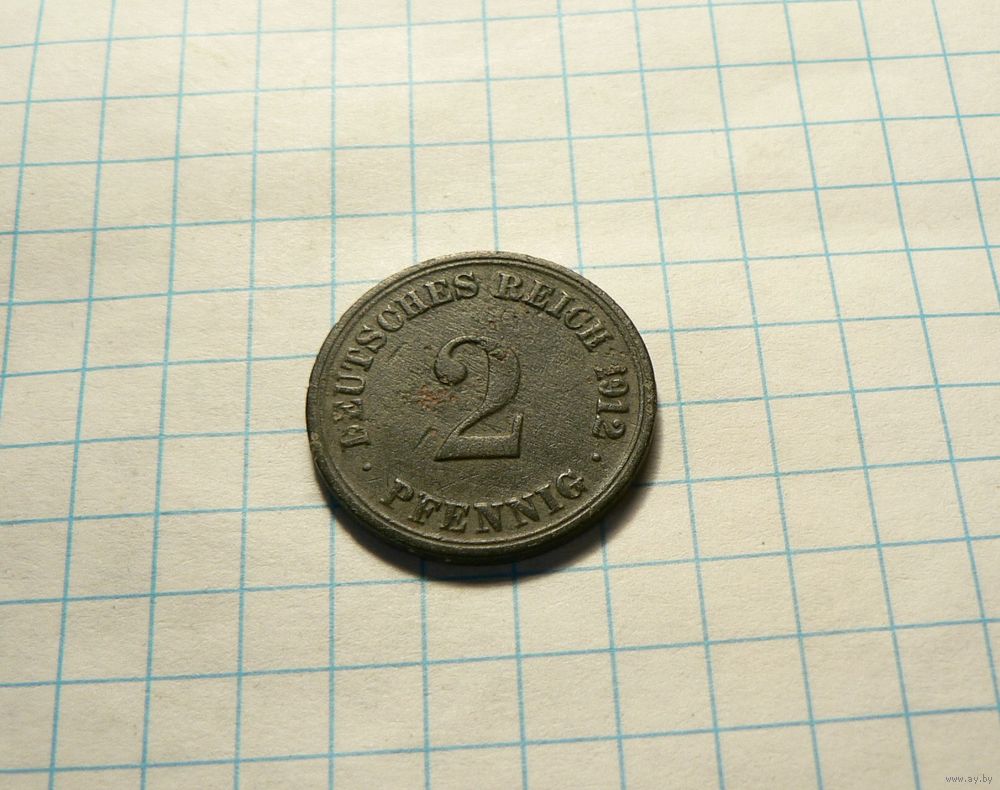 · DEUTSCHES REICH · 1912 ·
2
PFENNIG
www.ay.by